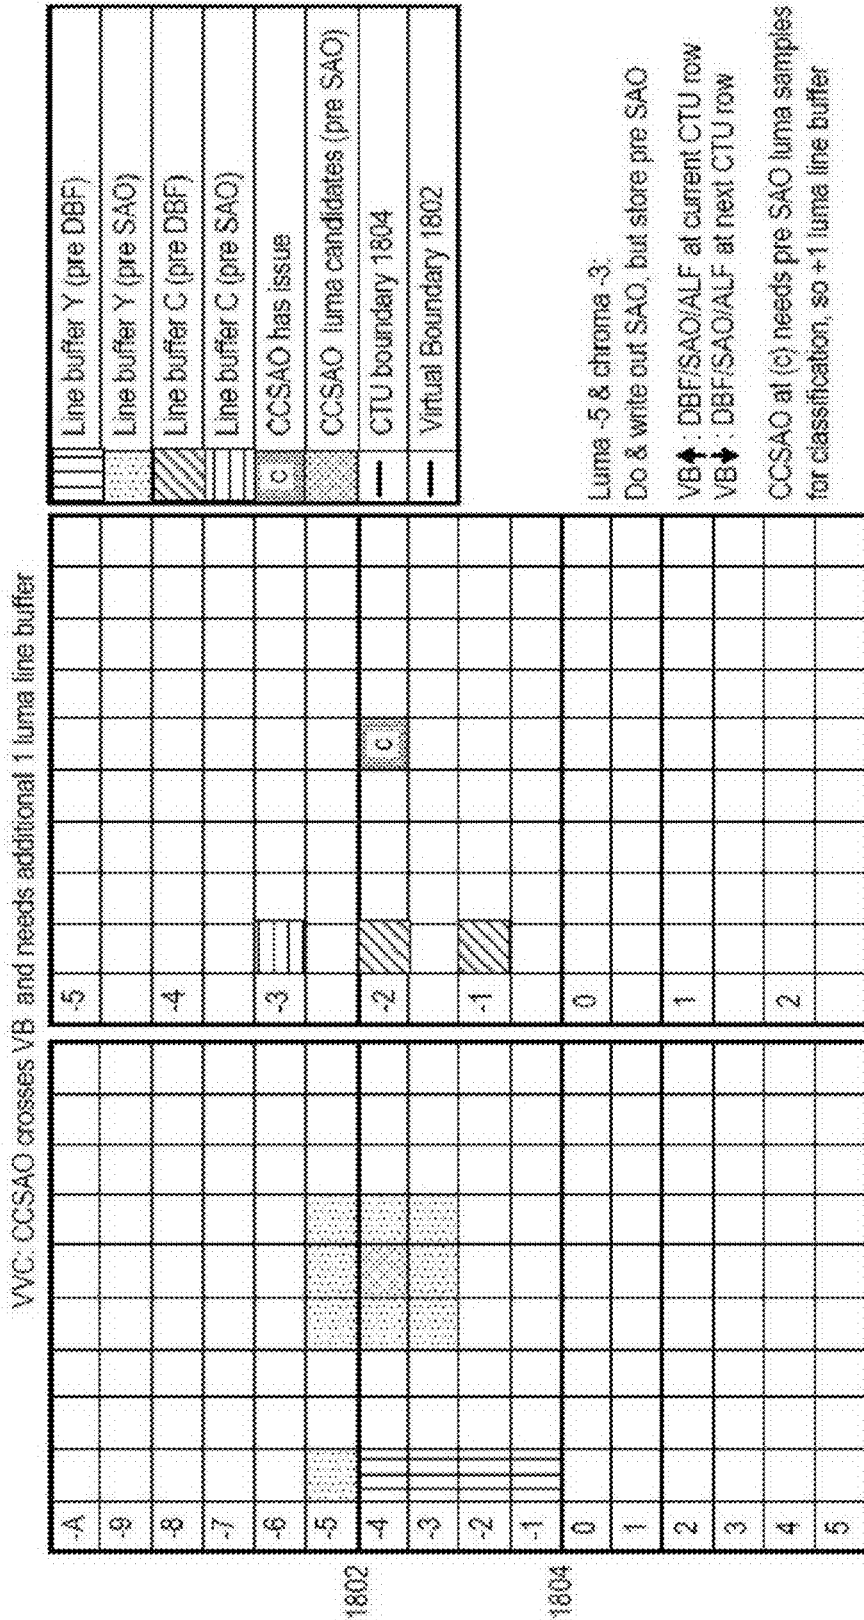 VVC: CCSAO crosses VB and needs additional 1 luma line buffer
1802
1804
-A
-9
-8
-7
-6
-5
-4
-3
-2
-1
0
1
2
3
4
5
-5
-4
-3
-2
-1
0
1
2
c
Line buffer Y (pre DBF)
Line buffer Y (pre SAO)
Line buffer C (pre DBF)
Line buffer C (pre SAO)
c CCSAO has issue
CCSAO luma candidates (pre SAO)
CTU boundary 1804
Virtual Boundary 1802
Luma -5 & chroma -3:
Do & write out SAO, but store pre SAO
VB↑: DBF/SAO/ALF at current CTU row
VB↓: DBF/SAO/ALF at next CTU row
CCSAO at (c) needs pre SAO luma samples
for classification, so +1 luma line buffer